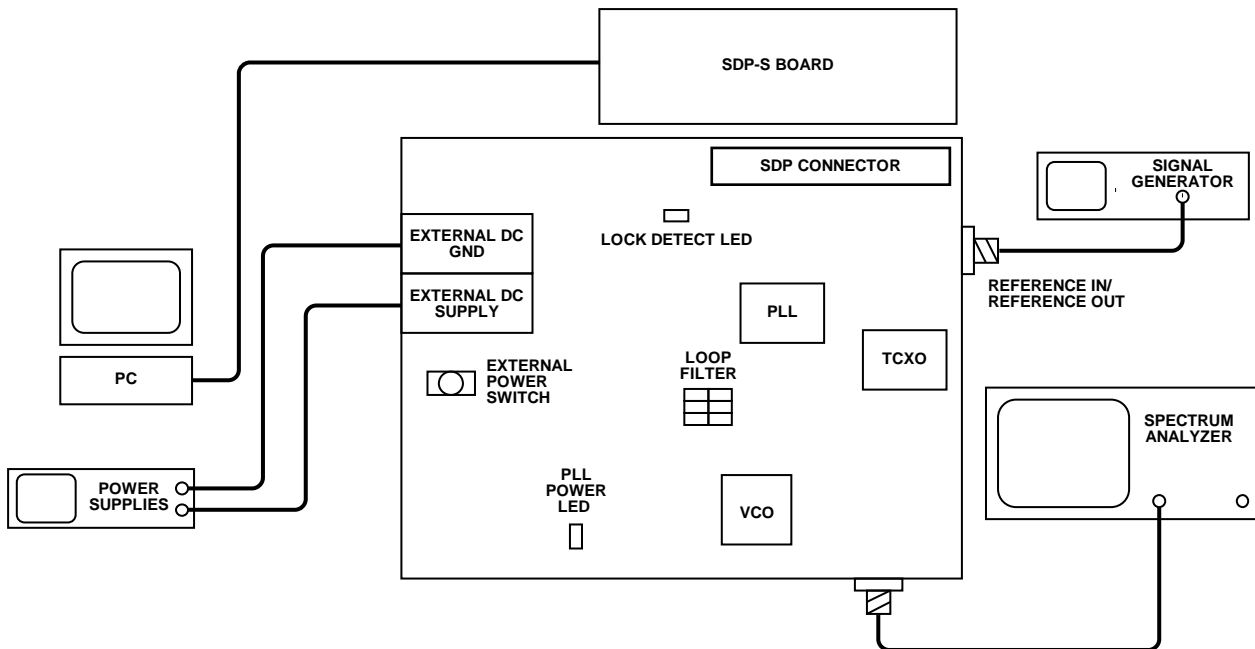 SDP-S BOARD
SDP CONNECTOR
SIGNAL
GENERATOR
LOCK DETECT LED
EXTERNAL DC
GND
EXTERNAL DC
SUPPLY
REFERENCE IN/
REFERENCE OUT
PLL
TCXO
LOOP
FILTER
EXTERNAL
POWER
SWITCH
PC
SPECTRUM
ANALYZER
POWER
SUPPLIES
PLL
POWER
LED
VCO